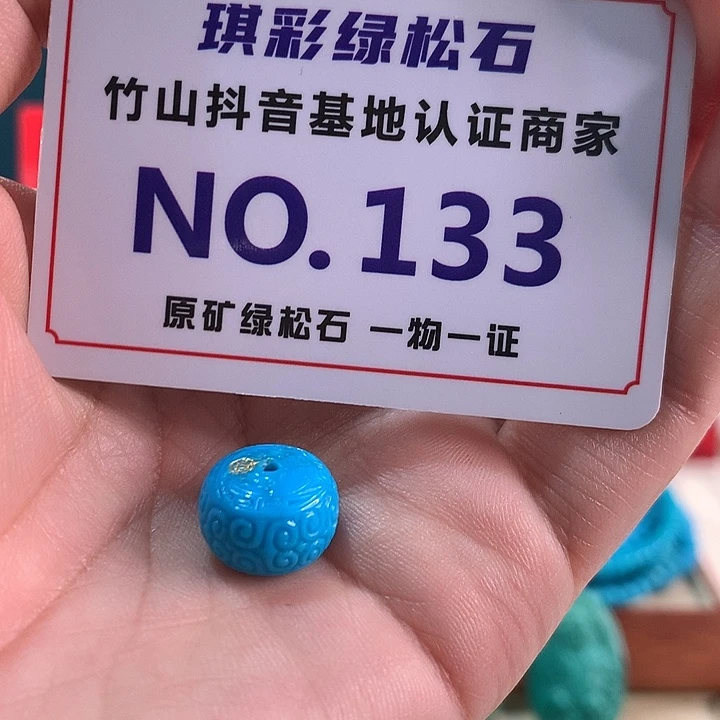 琪彩绿松石
竹山抖音基地认证商家
NO.133
原矿绿松石 一物一证